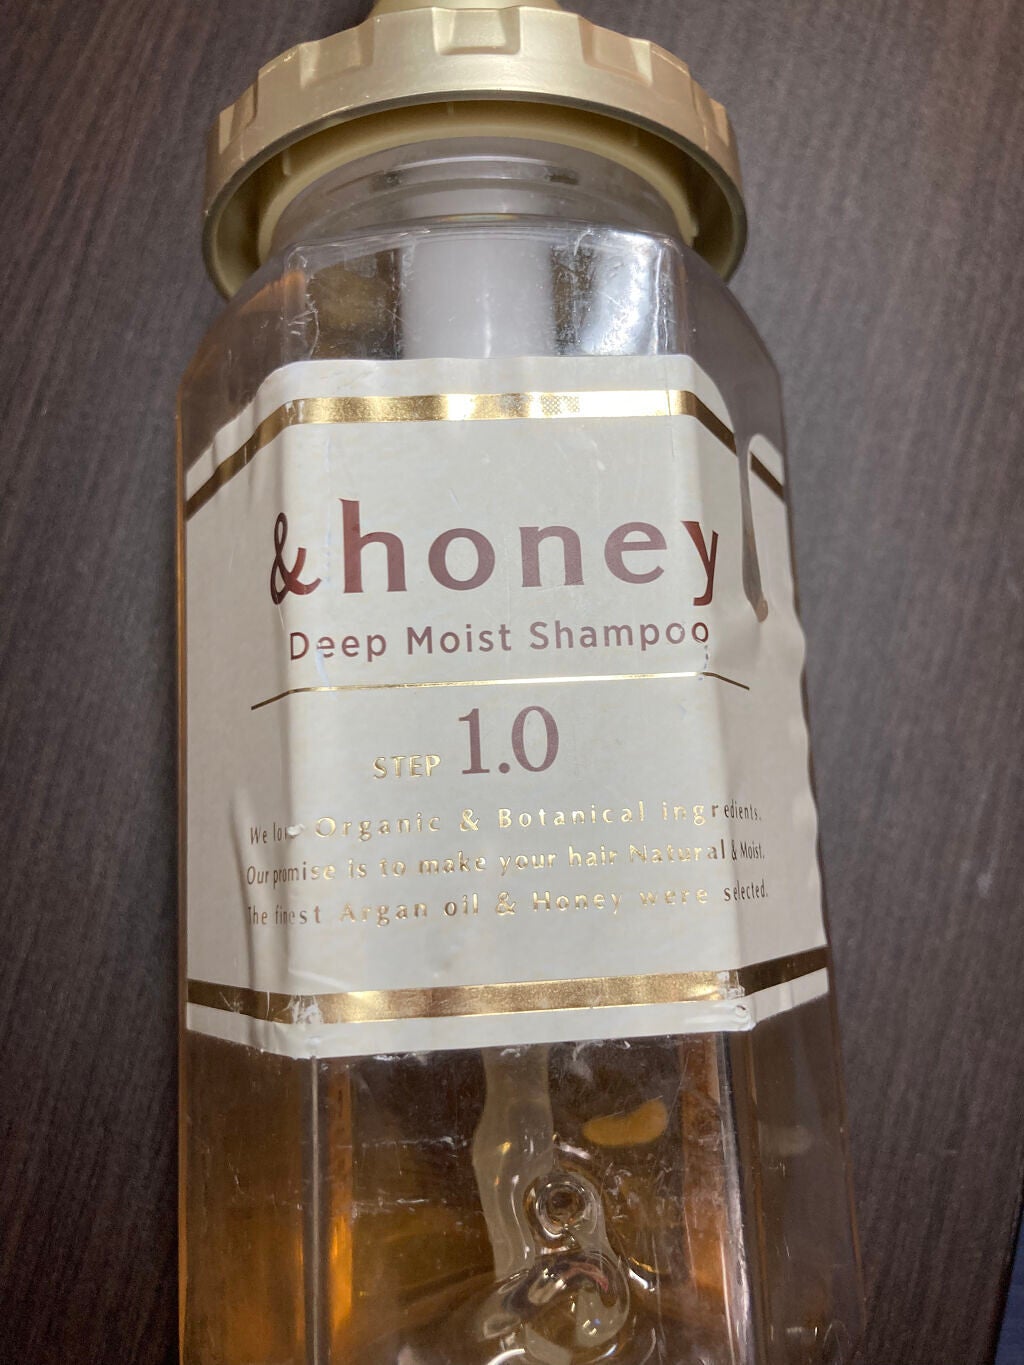 &honey
Deep Moist Shampoo
STEP 1.0
We Organic & Botanical ingredients.
Our promise is to make your hair Natural & Moist.
The finest Argan oil & Honey were selected.